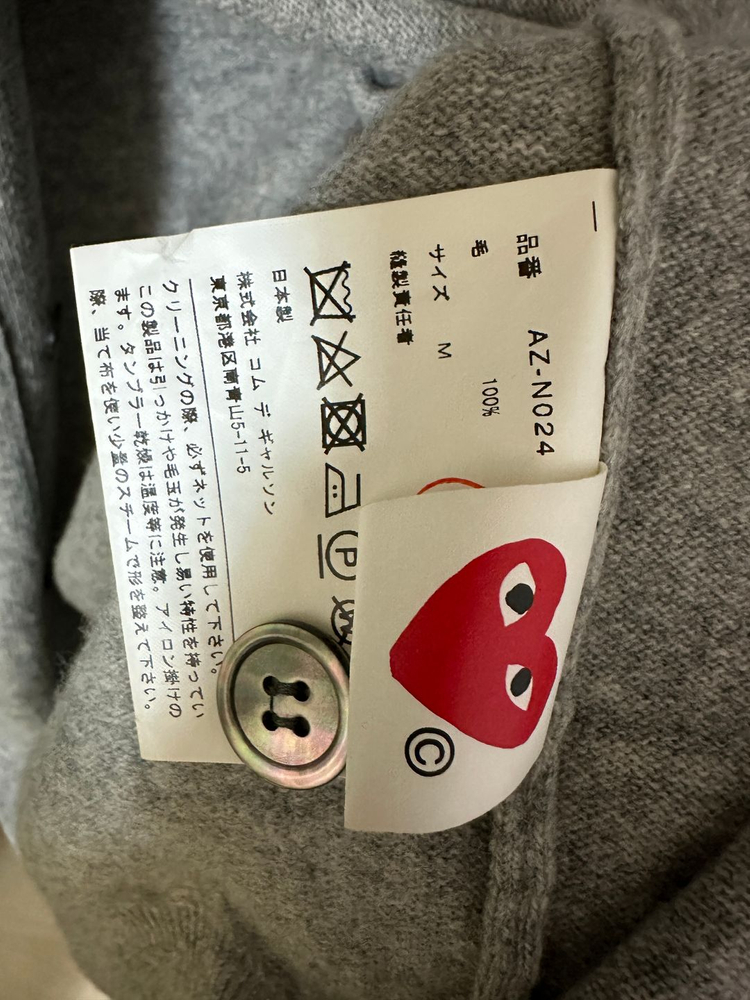 品番 AZ-N024
毛 100%
サイズ M
縫製責任者
P
日本製
株式会社 コム デ ギャルソン
東京都港区南青山5-11-5
クリーニングの際、必ずネットを使用して下さい。
この製品は引っかけや毛玉が発生し易い特性を持ってい
ます。タンブラー乾燥は温度等に注意。アイロン掛けの
際、当て布を使い少量のスチームで形を整えて下さい。
©